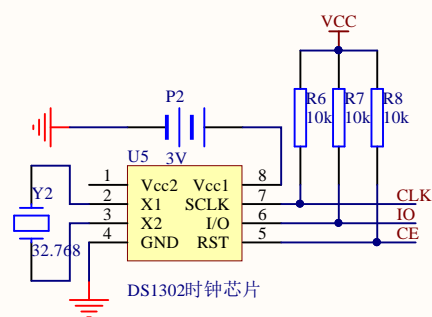 VCC
P2
R6 R7 R8
10k 10k 10k
U5 3V
1 Vcc2 Vcc1 8
Y2 2 X1 SCLK 7 CLK
3 X2 I/O 6 IO
32.768 4 GND RST 5 CE
DS1302时钟芯片